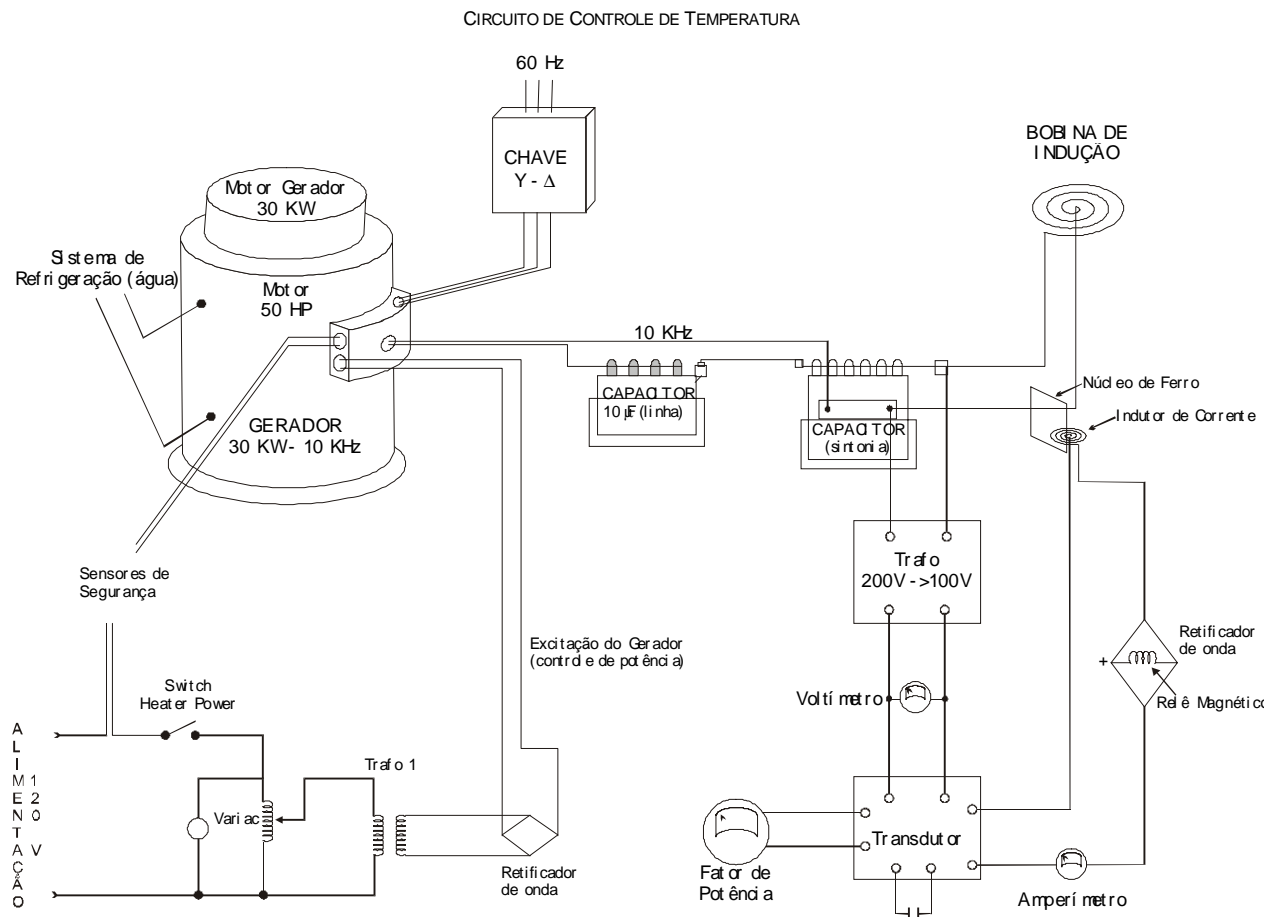 CIRCUITO DE CONTROLE DE TEMPERATURA
60 Hz
CHAVE
Y - Δ
BOBINA DE
INDUÇÃO
Motor Gerador
30 KW
Sistema de
Refrigeração (água)
Motor
50 HP
10 KHz
CAPACITOR
10 µF (linha)
CAPACITOR
(sintonia)
Núcleo de Ferro
Indutor de Corrente
GERADOR
30 KW- 10 KHz
Sensores de
Segurança
Trafo
200V ->100V
Excitação do Gerador
(controle de potência)
Retificador
de onda
+
Relê Magnético
Voltímetro
Switch
Heater Power
ALIMENTAÇÃO
120 V
Variac
Trafo 1
Retificador
de onda
Fator de
Potência
Transdutor
Amperímetro